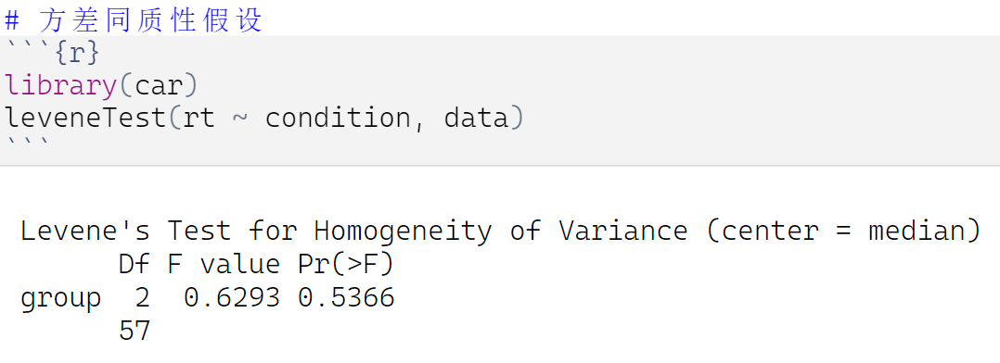 # 方差同质性假设
```{r}
library(car)
leveneTest(rt ~ condition, data)
```
Levene's Test for Homogeneity of Variance (center = median)
Df F value Pr(>F)
group 2 0.6293 0.5366
57